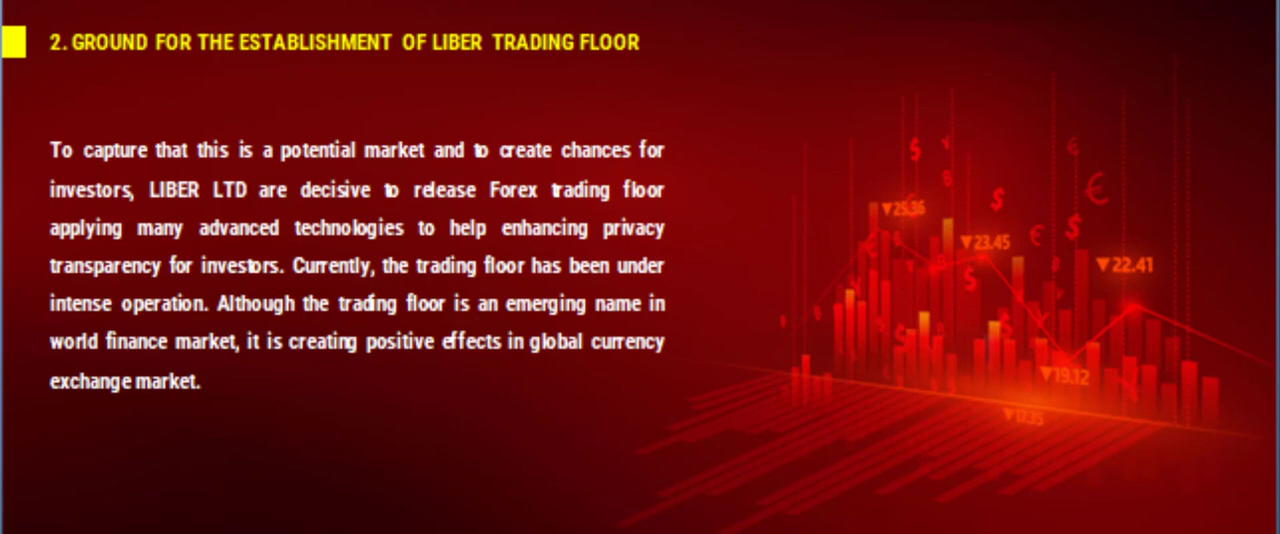 2. GROUND FOR THE ESTABLISHMENT OF LIBER TRADING FLOOR
To capture that this is a potential market and to create chances for
investors, LIBER LTD are decisive to release Forex trading floor
applying many advanced technologies to help enhancing privacy
transparency for investors. Currently, the trading floor has been under
intense operation. Although the trading floor is an emerging name in
world finance market, it is creating positive effects in global currency
exchange market.
▼25.36
▼23.45
▼22.41
▼19.12
▼17.35